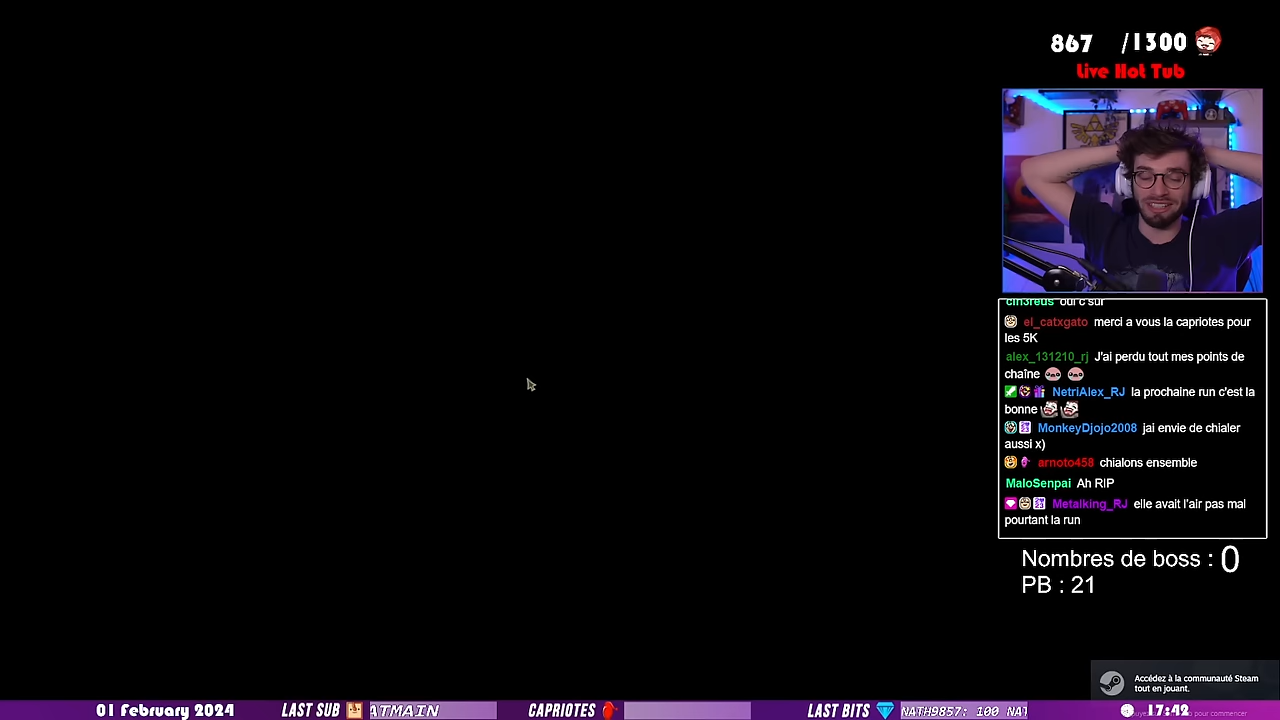 867 /1300
Live Hot Tub
cin3reus oui c sur
el_catxgato merci a vous la capriotes pour
les 5K
alex_131210_rj J'ai perdu tout mes points de
chaîne
NetriAlex_RJ la prochaine run c'est la
bonne
MonkeyDjojo2008 jai envie de chialer
aussi x)
arnoto458 chialons ensemble
MaloSenpai Ah RIP
Metalking_RJ elle avait l'air pas mal
pourtant la run
Nombres de boss : 0
PB : 21
Accédez à la communauté Steam
tout en jouant.
01 February 2024 LAST SUB ATMAIN CAPRIOTES LAST BITS NATH9857: 100 NAT 17:42
pour commencer